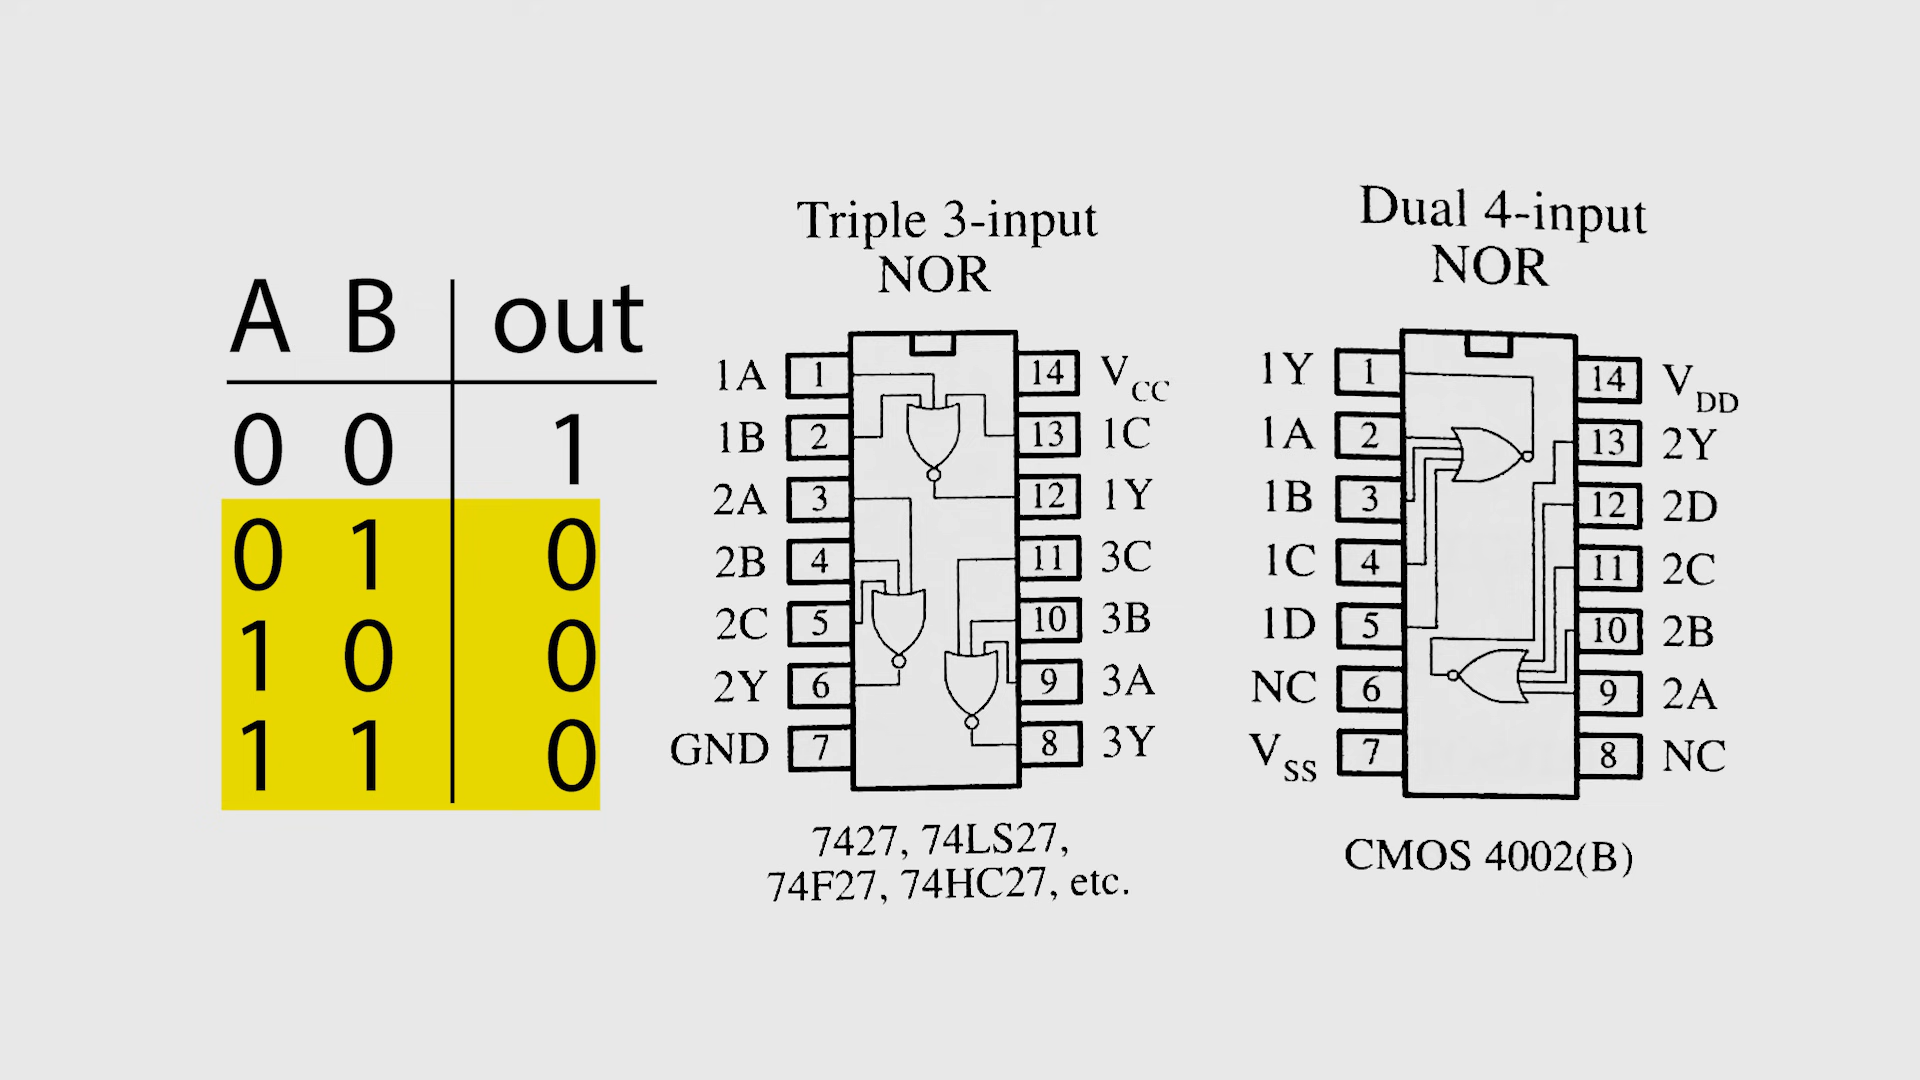 A B out
0 0 1
0 1 0
1 0 0
1 1 0
Triple 3-input
NOR
1A 1 14 VCC
1B 2 13 1C
2A 3 12 1Y
2B 4 11 3C
2C 5 10 3B
2Y 6 9 3A
GND 7 8 3Y
7427, 74LS27,
74F27, 74HC27, etc.
Dual 4-input
NOR
1Y 1 14 VDD
1A 2 13 2Y
1B 3 12 2D
1C 4 11 2C
1D 5 10 2B
NC 6 9 2A
VSS 7 8 NC
CMOS 4002(B)